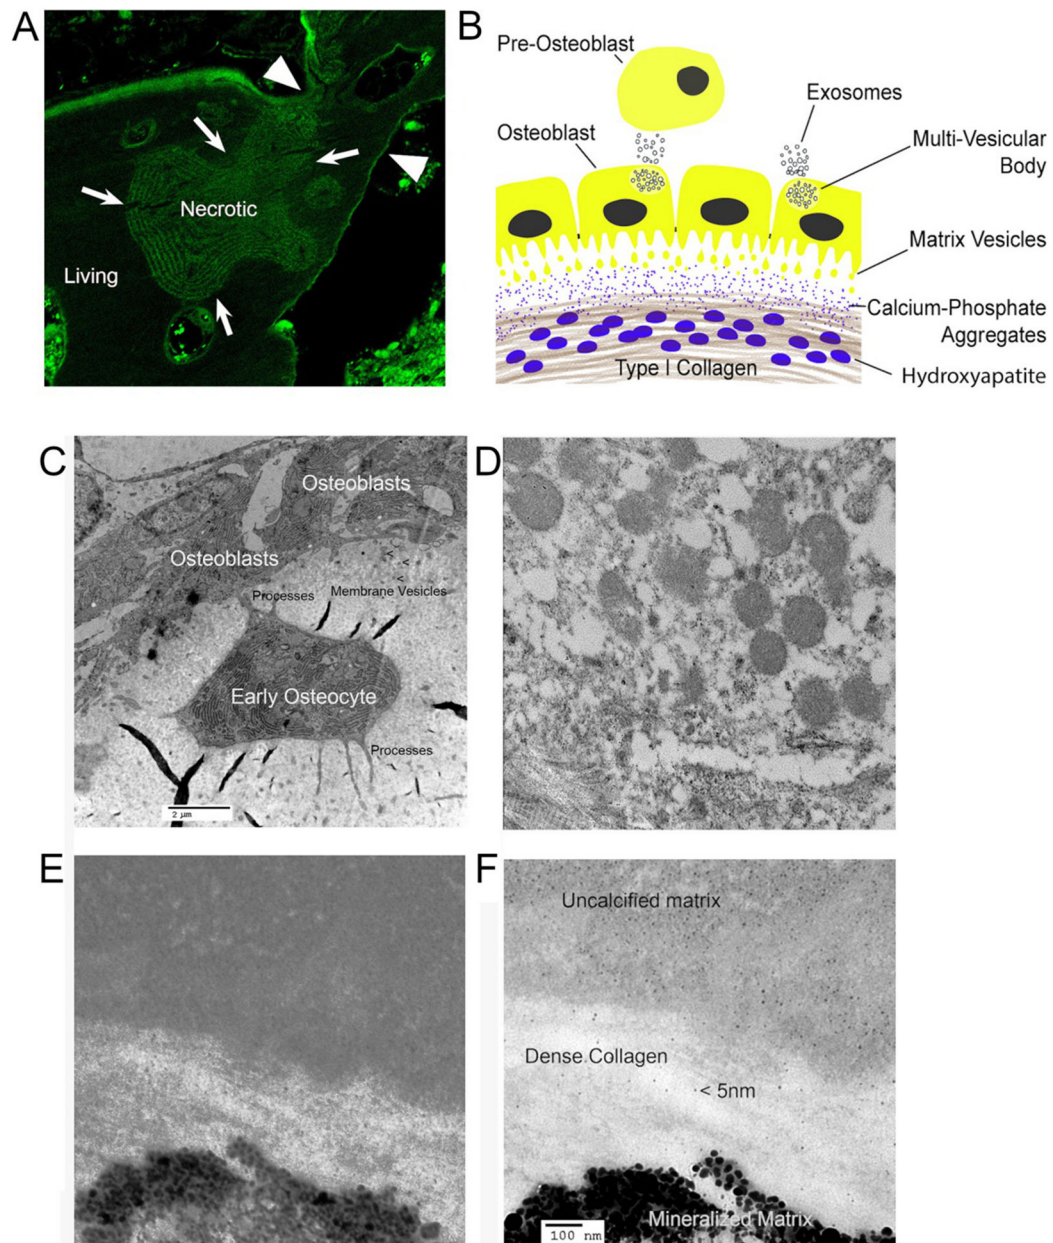 A
Necrotic
Living
B
Pre-Osteoblast
Exosomes
Osteoblast
Multi-Vesicular
Body
Matrix Vesicles
Calcium-Phosphate
Aggregates
Type I Collagen
Hydroxyapatite
C
Osteoblasts
Osteoblasts
<
<
<
Processes
Membrane Vesicles
Early Osteocyte
Processes
2 µm
D
E
F
Uncalcified matrix
Dense Collagen
< 5nm
Mineralized Matrix
100 nm